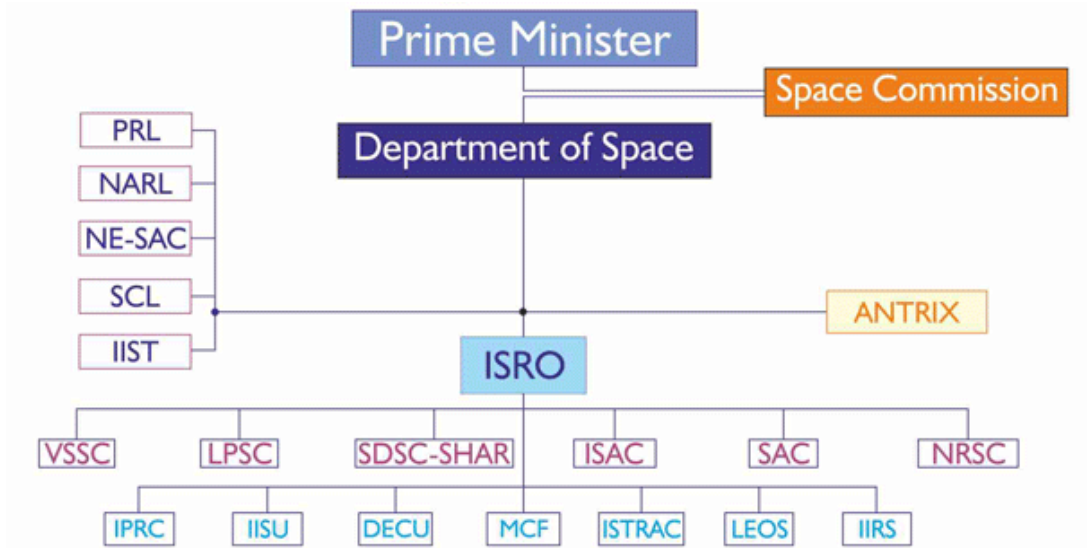 Prime Minister
Space Commission
Department of Space
PRL
NARL
NE-SAC
SCL
IIST
ANTRIX
ISRO
VSSC
LPSC
SDSC-SHAR
ISAC
SAC
NRSC
IPRC
IISU
DECU
MCF
ISTRAC
LEOS
IIRS